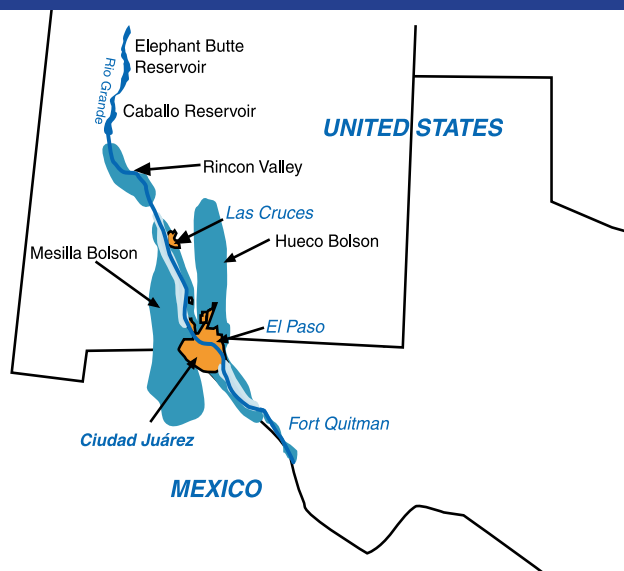 Elephant Butte
Reservoir
Rio Grande
Caballo Reservoir
UNITED STATES
Rincon Valley
Las Cruces
Hueco Bolson
Mesilla Bolson
El Paso
Fort Quitman
Ciudad Juárez
MEXICO